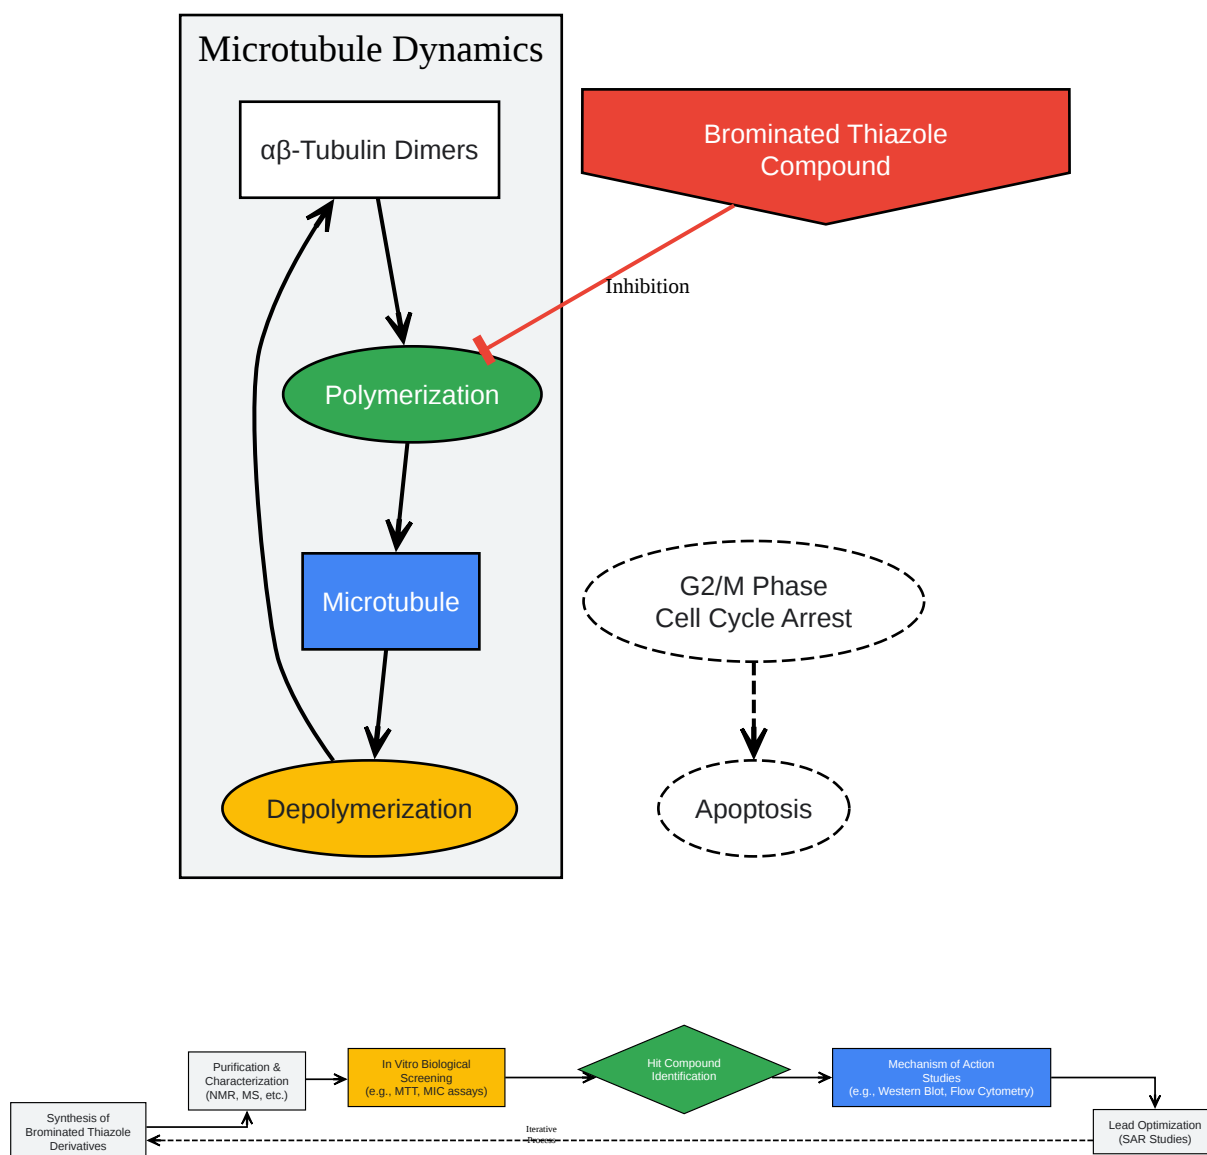 Microtubule Dynamics
αβ-Tubulin Dimers
Brominated Thiazole
Compound
Inhibition
Polymerization
Microtubule
G2/M Phase
Cell Cycle Arrest
Depolymerization
Apoptosis
Synthesis of
Brominated Thiazole
Derivatives
Purification &
Characterization
(NMR, MS, etc.)
In Vitro Biological
Screening
(e.g., MTT, MIC assays)
Hit Compound
Identification
Mechanism of Action
Studies
(e.g., Western Blot, Flow Cytometry)
Lead Optimization
(SAR Studies)
Iterative
Process